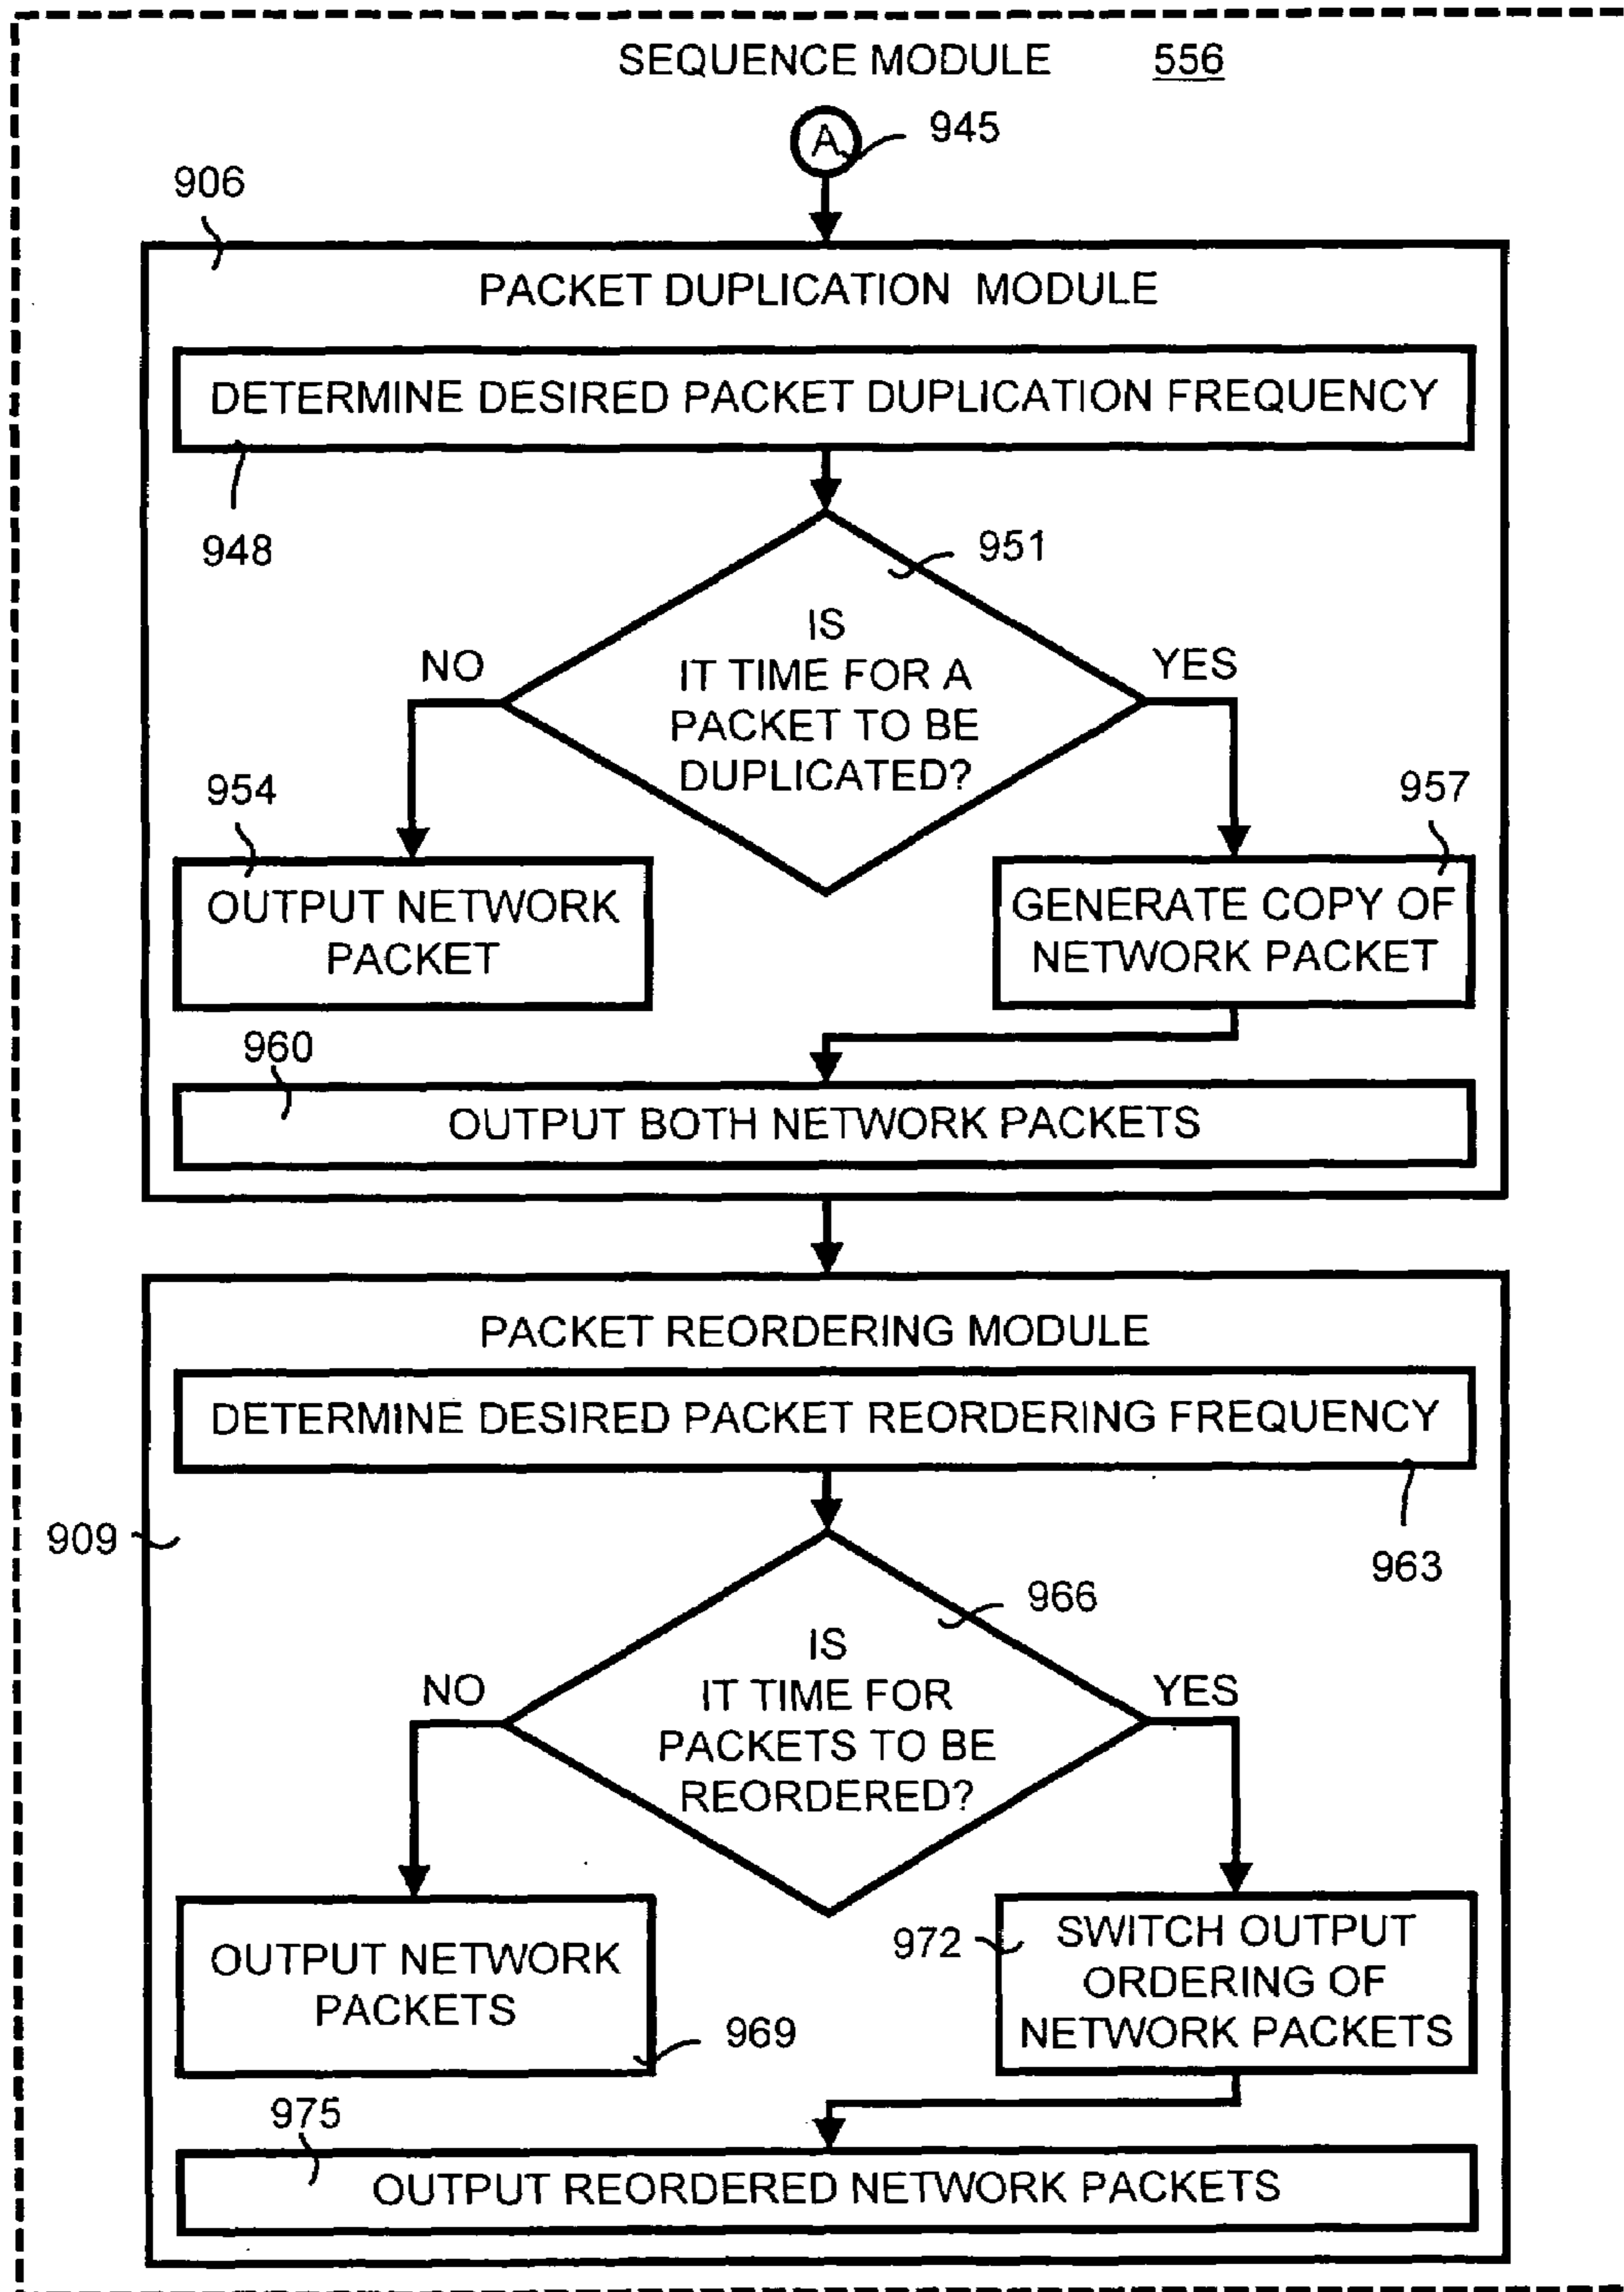 SEQUENCE MODULE 556
A
945
906
PACKET DUPLICATION MODULE
DETERMINE DESIRED PACKET DUPLICATION FREQUENCY
948
951
IS
IT TIME FOR A
PACKET TO BE
DUPLICATED?
NO
YES
954
957
OUTPUT NETWORK
PACKET
GENERATE COPY OF
NETWORK PACKET
960
OUTPUT BOTH NETWORK PACKETS
PACKET REORDERING MODULE
DETERMINE DESIRED PACKET REORDERING FREQUENCY
909
963
966
IS
IT TIME FOR
PACKETS TO BE
REORDERED?
NO
YES
OUTPUT NETWORK
PACKETS
969
972
SWITCH OUTPUT
ORDERING OF
NETWORK PACKETS
975
OUTPUT REORDERED NETWORK PACKETS